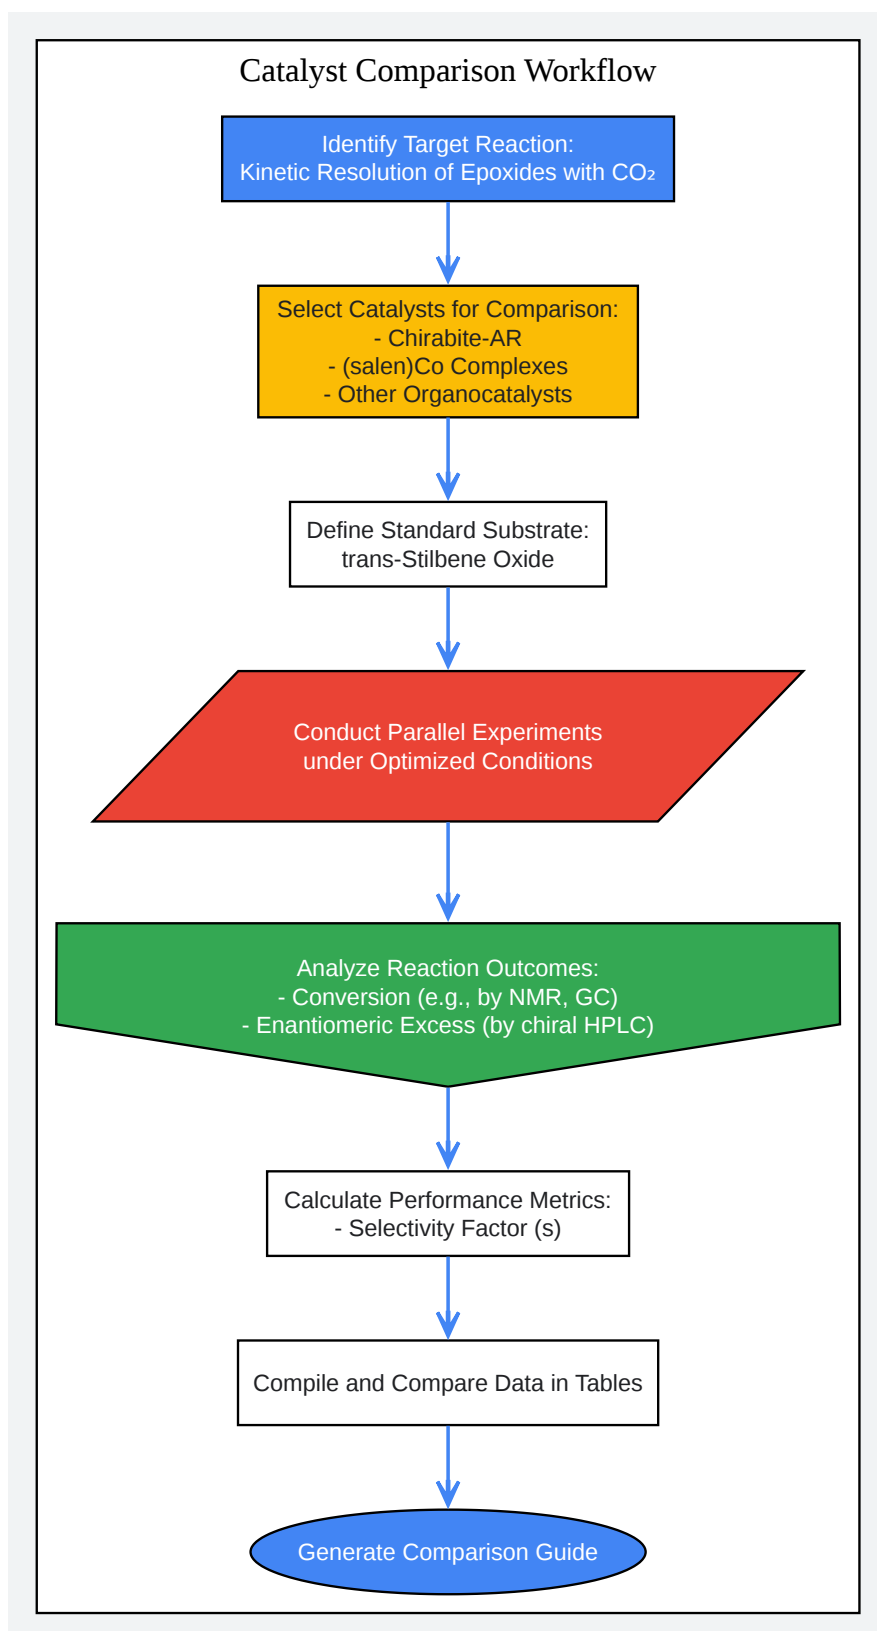 Catalyst Comparison Workflow
Identify Target Reaction:
Kinetic Resolution of Epoxides with CO₂
Select Catalysts for Comparison:
- Chirabite-AR
- (salen)Co Complexes
- Other Organocatalysts
Define Standard Substrate:
trans-Stilbene Oxide
Conduct Parallel Experiments
under Optimized Conditions
Analyze Reaction Outcomes:
- Conversion (e.g., by NMR, GC)
- Enantiomeric Excess (by chiral HPLC)
Calculate Performance Metrics:
- Selectivity Factor (s)
Compile and Compare Data in Tables
Generate Comparison Guide